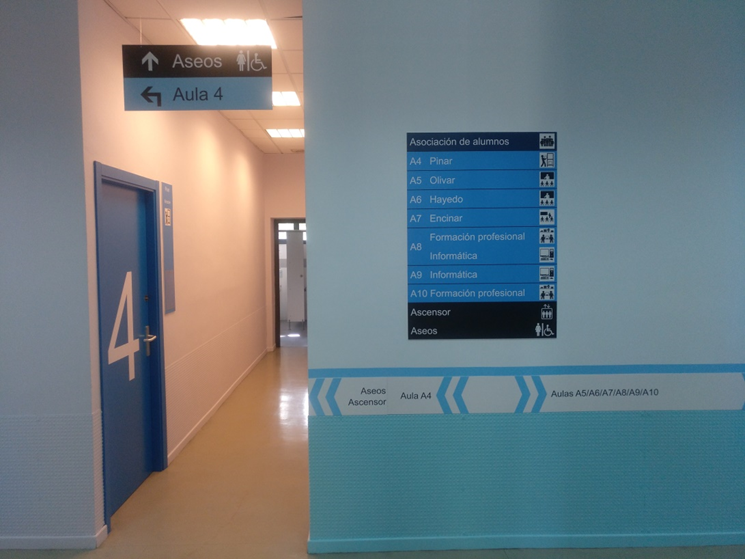 Aseos
Aula 4
4
Asociación de alumnos
A4 Pinar
A5 Olivar
A6 Hayedo
A7 Encinar
A8 Formación profesional
Informática
A9 Informática
A10 Formación profesional
Ascensor
Aseos
Aseos
Ascensor
Aula A4
Aulas A5/A6/A7/A8/A9/A10